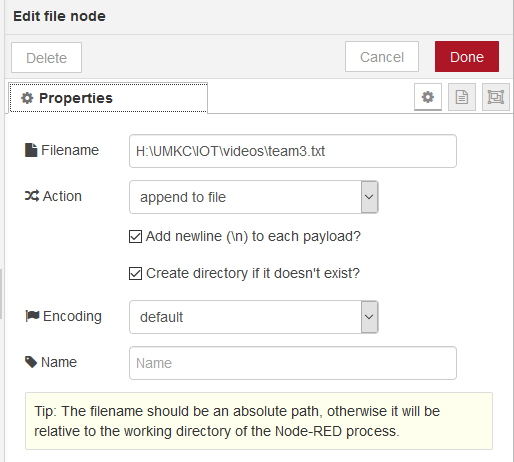 Edit file node
Delete
Cancel
Done
Properties
Filename
H:\UMKC\IOT\videos\team3.txt
Action
append to file
Add newline (\n) to each payload?
Create directory if it doesn't exist?
Encoding
default
Name
Name
Tip: The filename should be an absolute path, otherwise it will be
relative to the working directory of the Node-RED process.